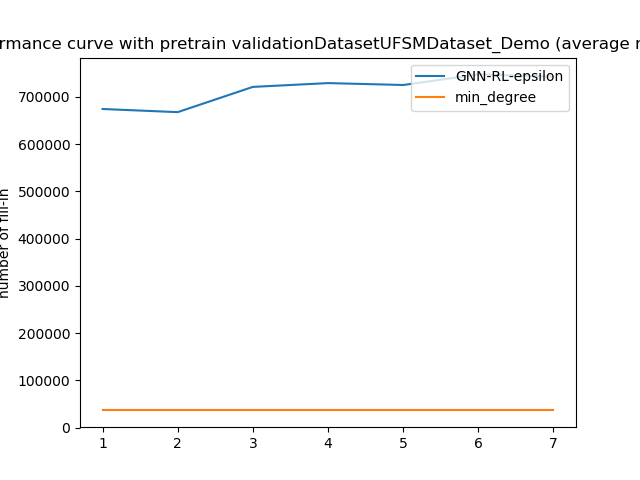 rmance curve with pretrain validationDatasetUFSMDataset_Demo (average
GNN-RL-epsilon
min_degree
number of fill-in
700000
600000
500000
400000
300000
200000
100000
0
1 2 3 4 5 6 7